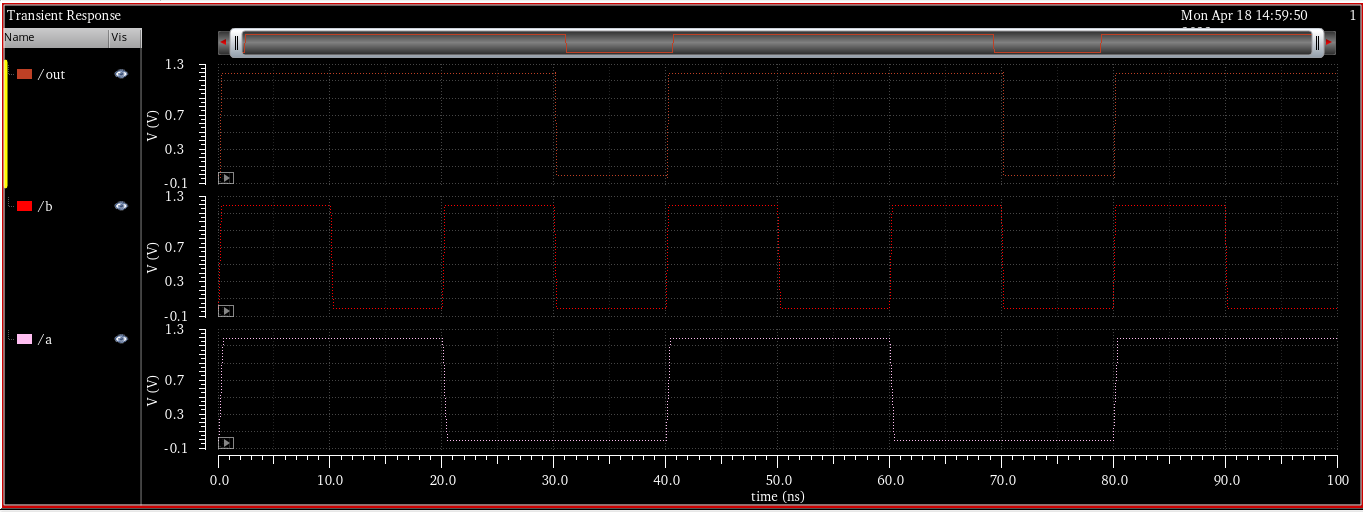 Transient Response
Mon Apr 18 14:59:50
1
Name Vis
/out
V (V)
1.3
0.7
0.3
-0.1
/b
V (V)
1.3
0.7
0.3
-0.1
/a
V (V)
1.3
0.7
0.3
-0.1
0.0 10.0 20.0 30.0 40.0 50.0 60.0 70.0 80.0 90.0 100
time (ns)